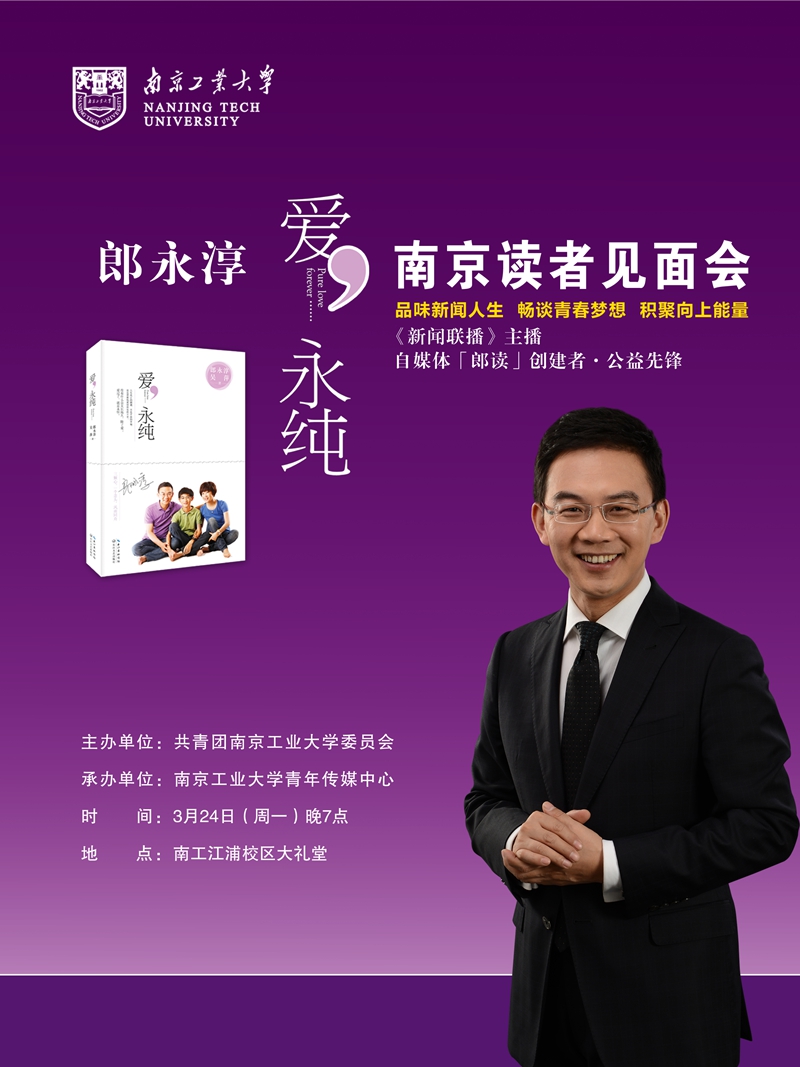 南京工业大学
NANJING TECH
UNIVERSITY
郎永淳
爱,
永纯
Pure love
forever……
南京读者见面会
品味新闻人生 畅谈青春梦想 积聚向上能量
《新闻联播》主播
自媒体「郎读」创建者·公益先锋
爱,
永纯
爱,永纯
主办单位：共青团南京工业大学委员会
承办单位：南京工业大学青年传媒中心
时 间：3月24日（周一）晚7点
地 点：南工江浦校区大礼堂